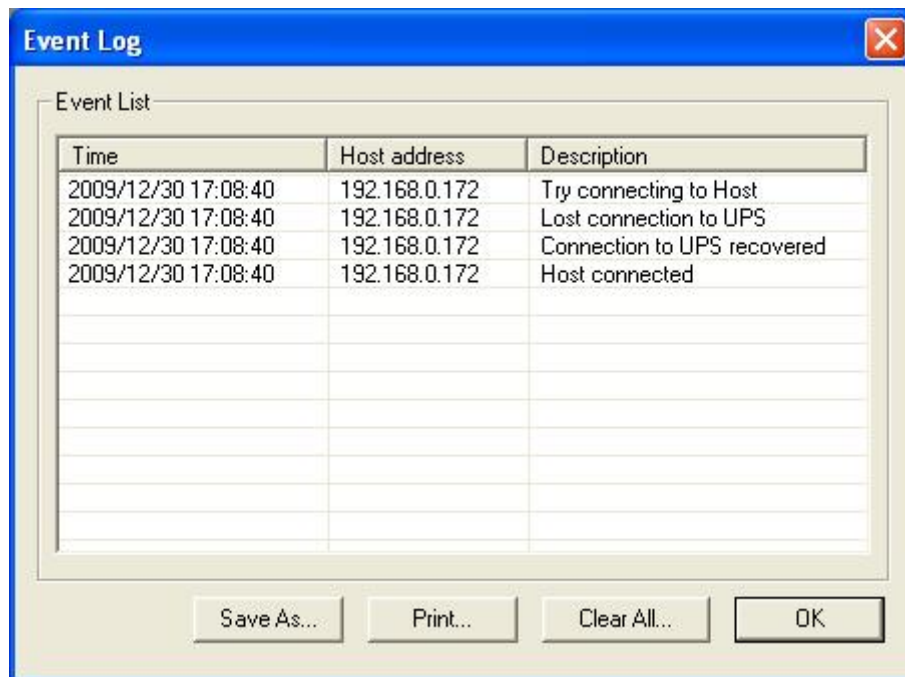 Event Log
Event List
Time Host address Description
2009/12/30 17:08:40 192.168.0.172 Try connecting to Host
2009/12/30 17:08:40 192.168.0.172 Lost connection to UPS
2009/12/30 17:08:40 192.168.0.172 Connection to UPS recovered
2009/12/30 17:08:40 192.168.0.172 Host connected
Save As... Print... Clear All... OK